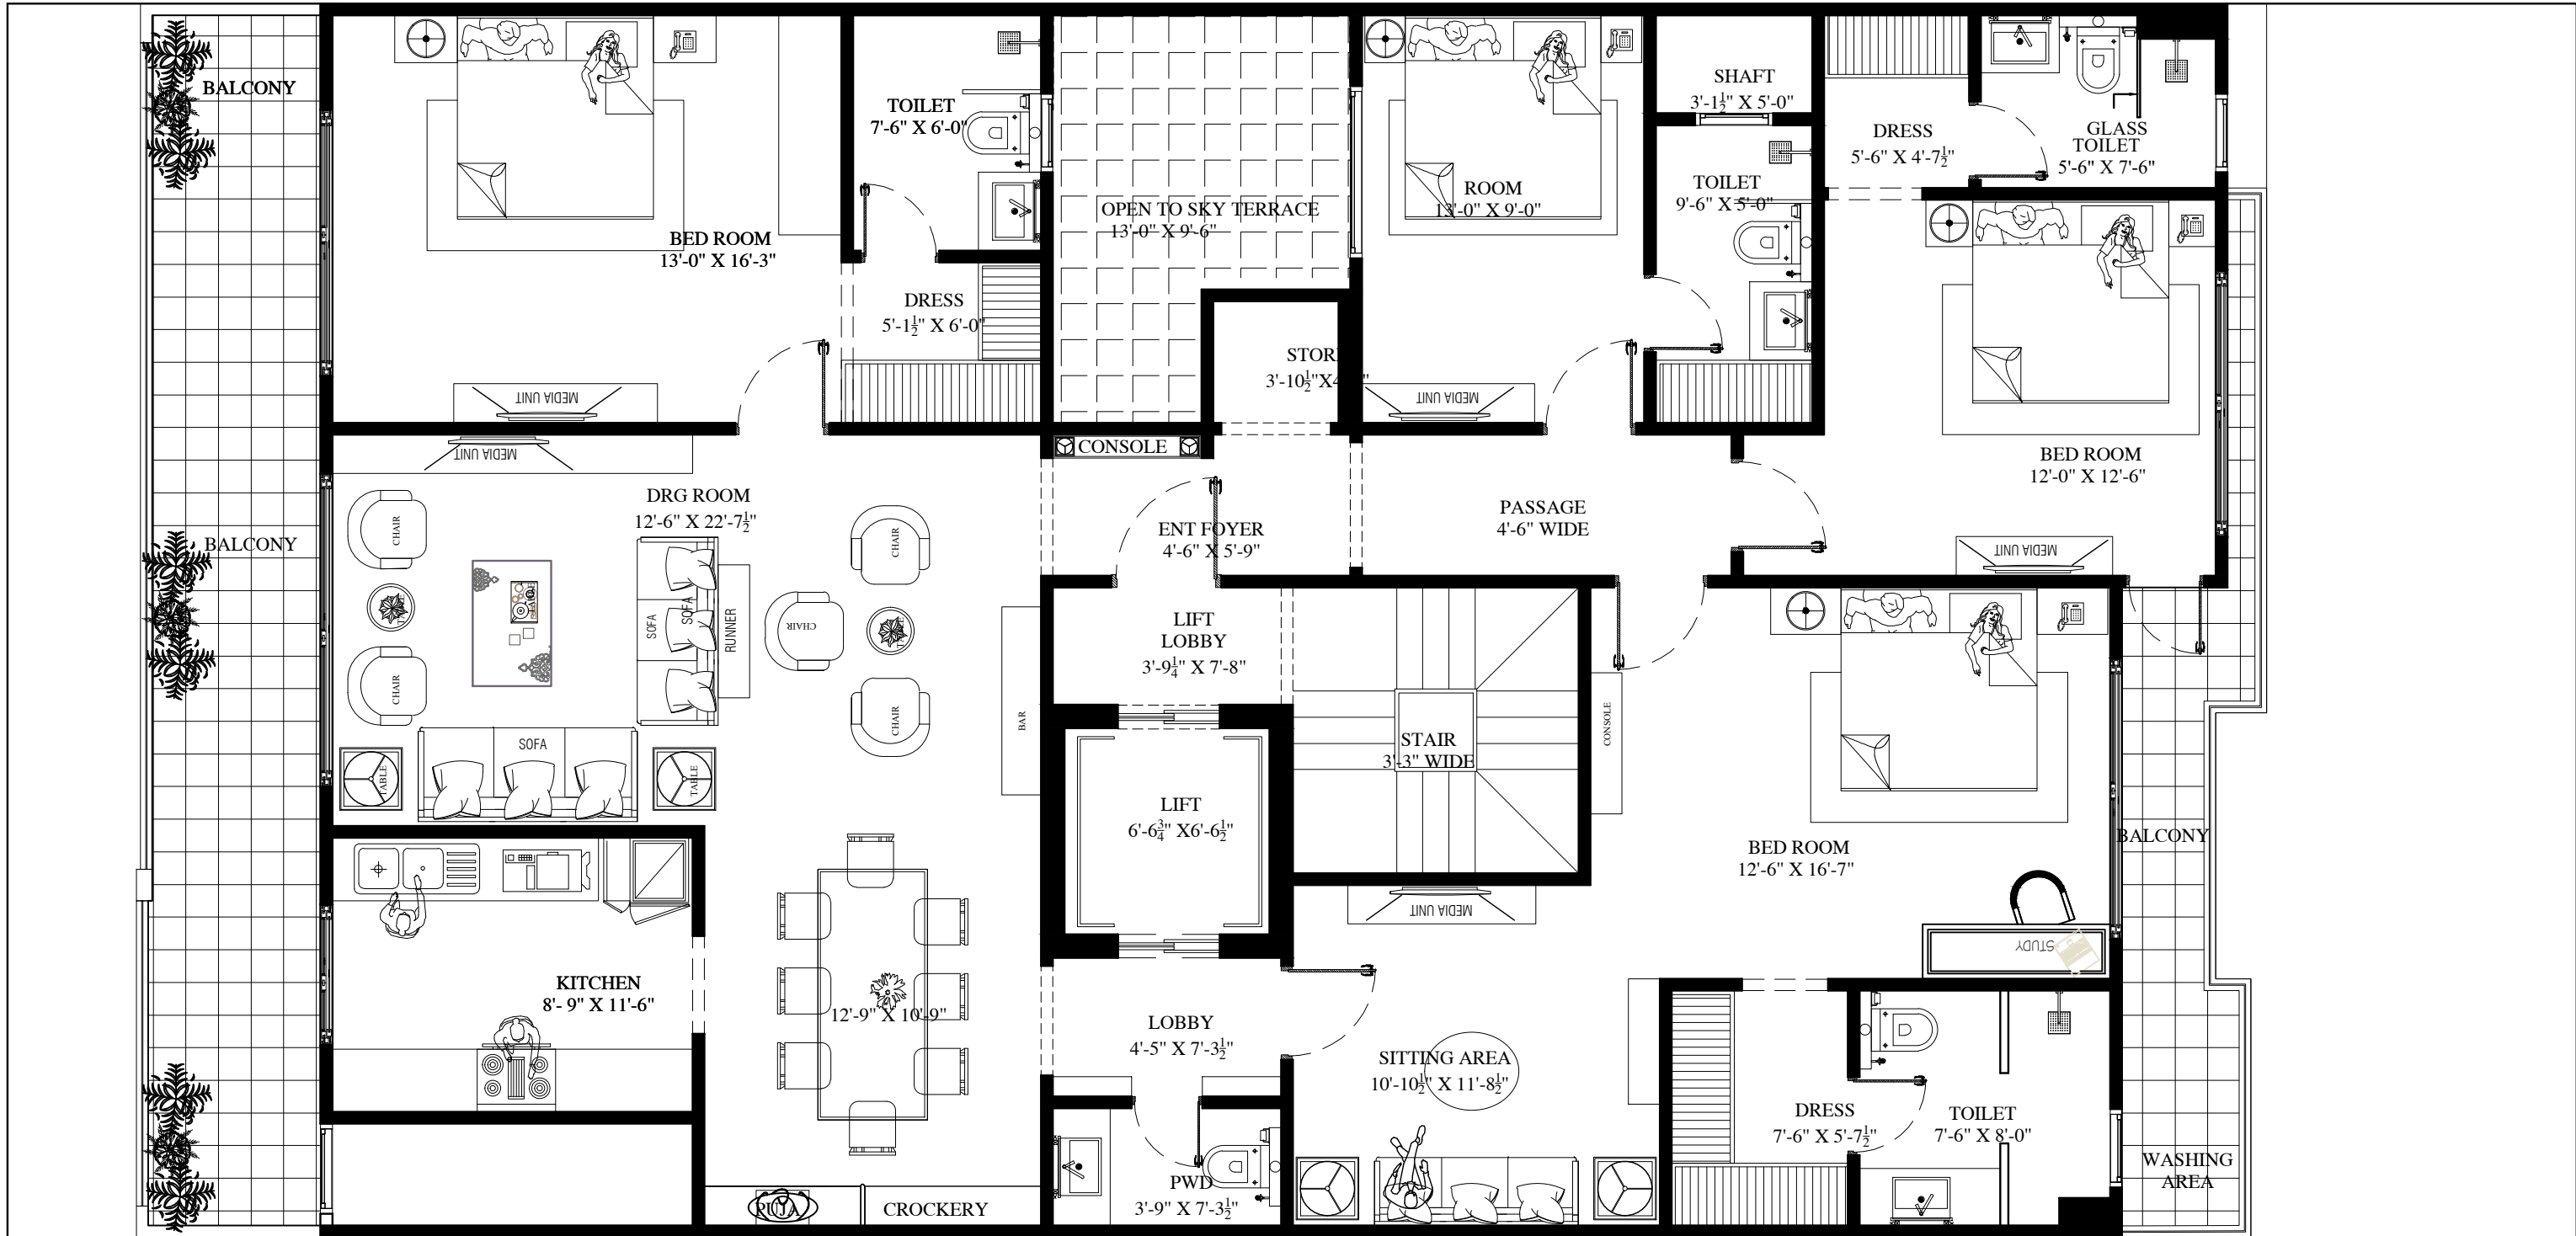 BALCONY
BED ROOM
13'-0" X 16'-3"
TOILET
7'-6" X 6'-0"
DRESS
5'-1½" X 6'-0"
MEDIA UNIT
OPEN TO SKY TERRACE
13'-0" X 9'-6"
ROOM
13'-0" X 9'-0"
MEDIA UNIT
SHAFT
3'-1½" X 5'-0"
TOILET
9'-6" X 5'-0"
DRESS
5'-6" X 4'-7½"
GLASS
TOILET
5'-6" X 7'-6"
BED ROOM
12'-0" X 12'-6"
MEDIA UNIT
CONSOLE
BALCONY
MEDIA UNIT
DRG ROOM
12'-6" X 22'-7½"
CHAIR
CHAIR
CHAIR
CHAIR
CHAIR
SOFA
SOFA
RUNNER
SOFA
TABLE
TABLE
BAR
ENT FOYER
4'-6" X 5'-9"
PASSAGE
4'-6" WIDE
LIFT
LOBBY
3'-9¼" X 7'-8"
LIFT
6'-6¾" X6'-6½"
STAIR
3'-3" WIDE
CONSOLE
BED ROOM
12'-6" X 16'-7"
STUDY
BALCONY
MEDIA UNIT
KITCHEN
8'- 9" X 11'-6"
12'-9" X 10'-9"
LOBBY
4'-5" X 7'-3½"
SITTING AREA
10'-10½" X 11'-8½"
DRESS
7'-6" X 5'-7½"
TOILET
7'-6" X 8'-0"
WASHING
AREA
PUJA
CROCKERY
PWD
3'-9" X 7'-3½"